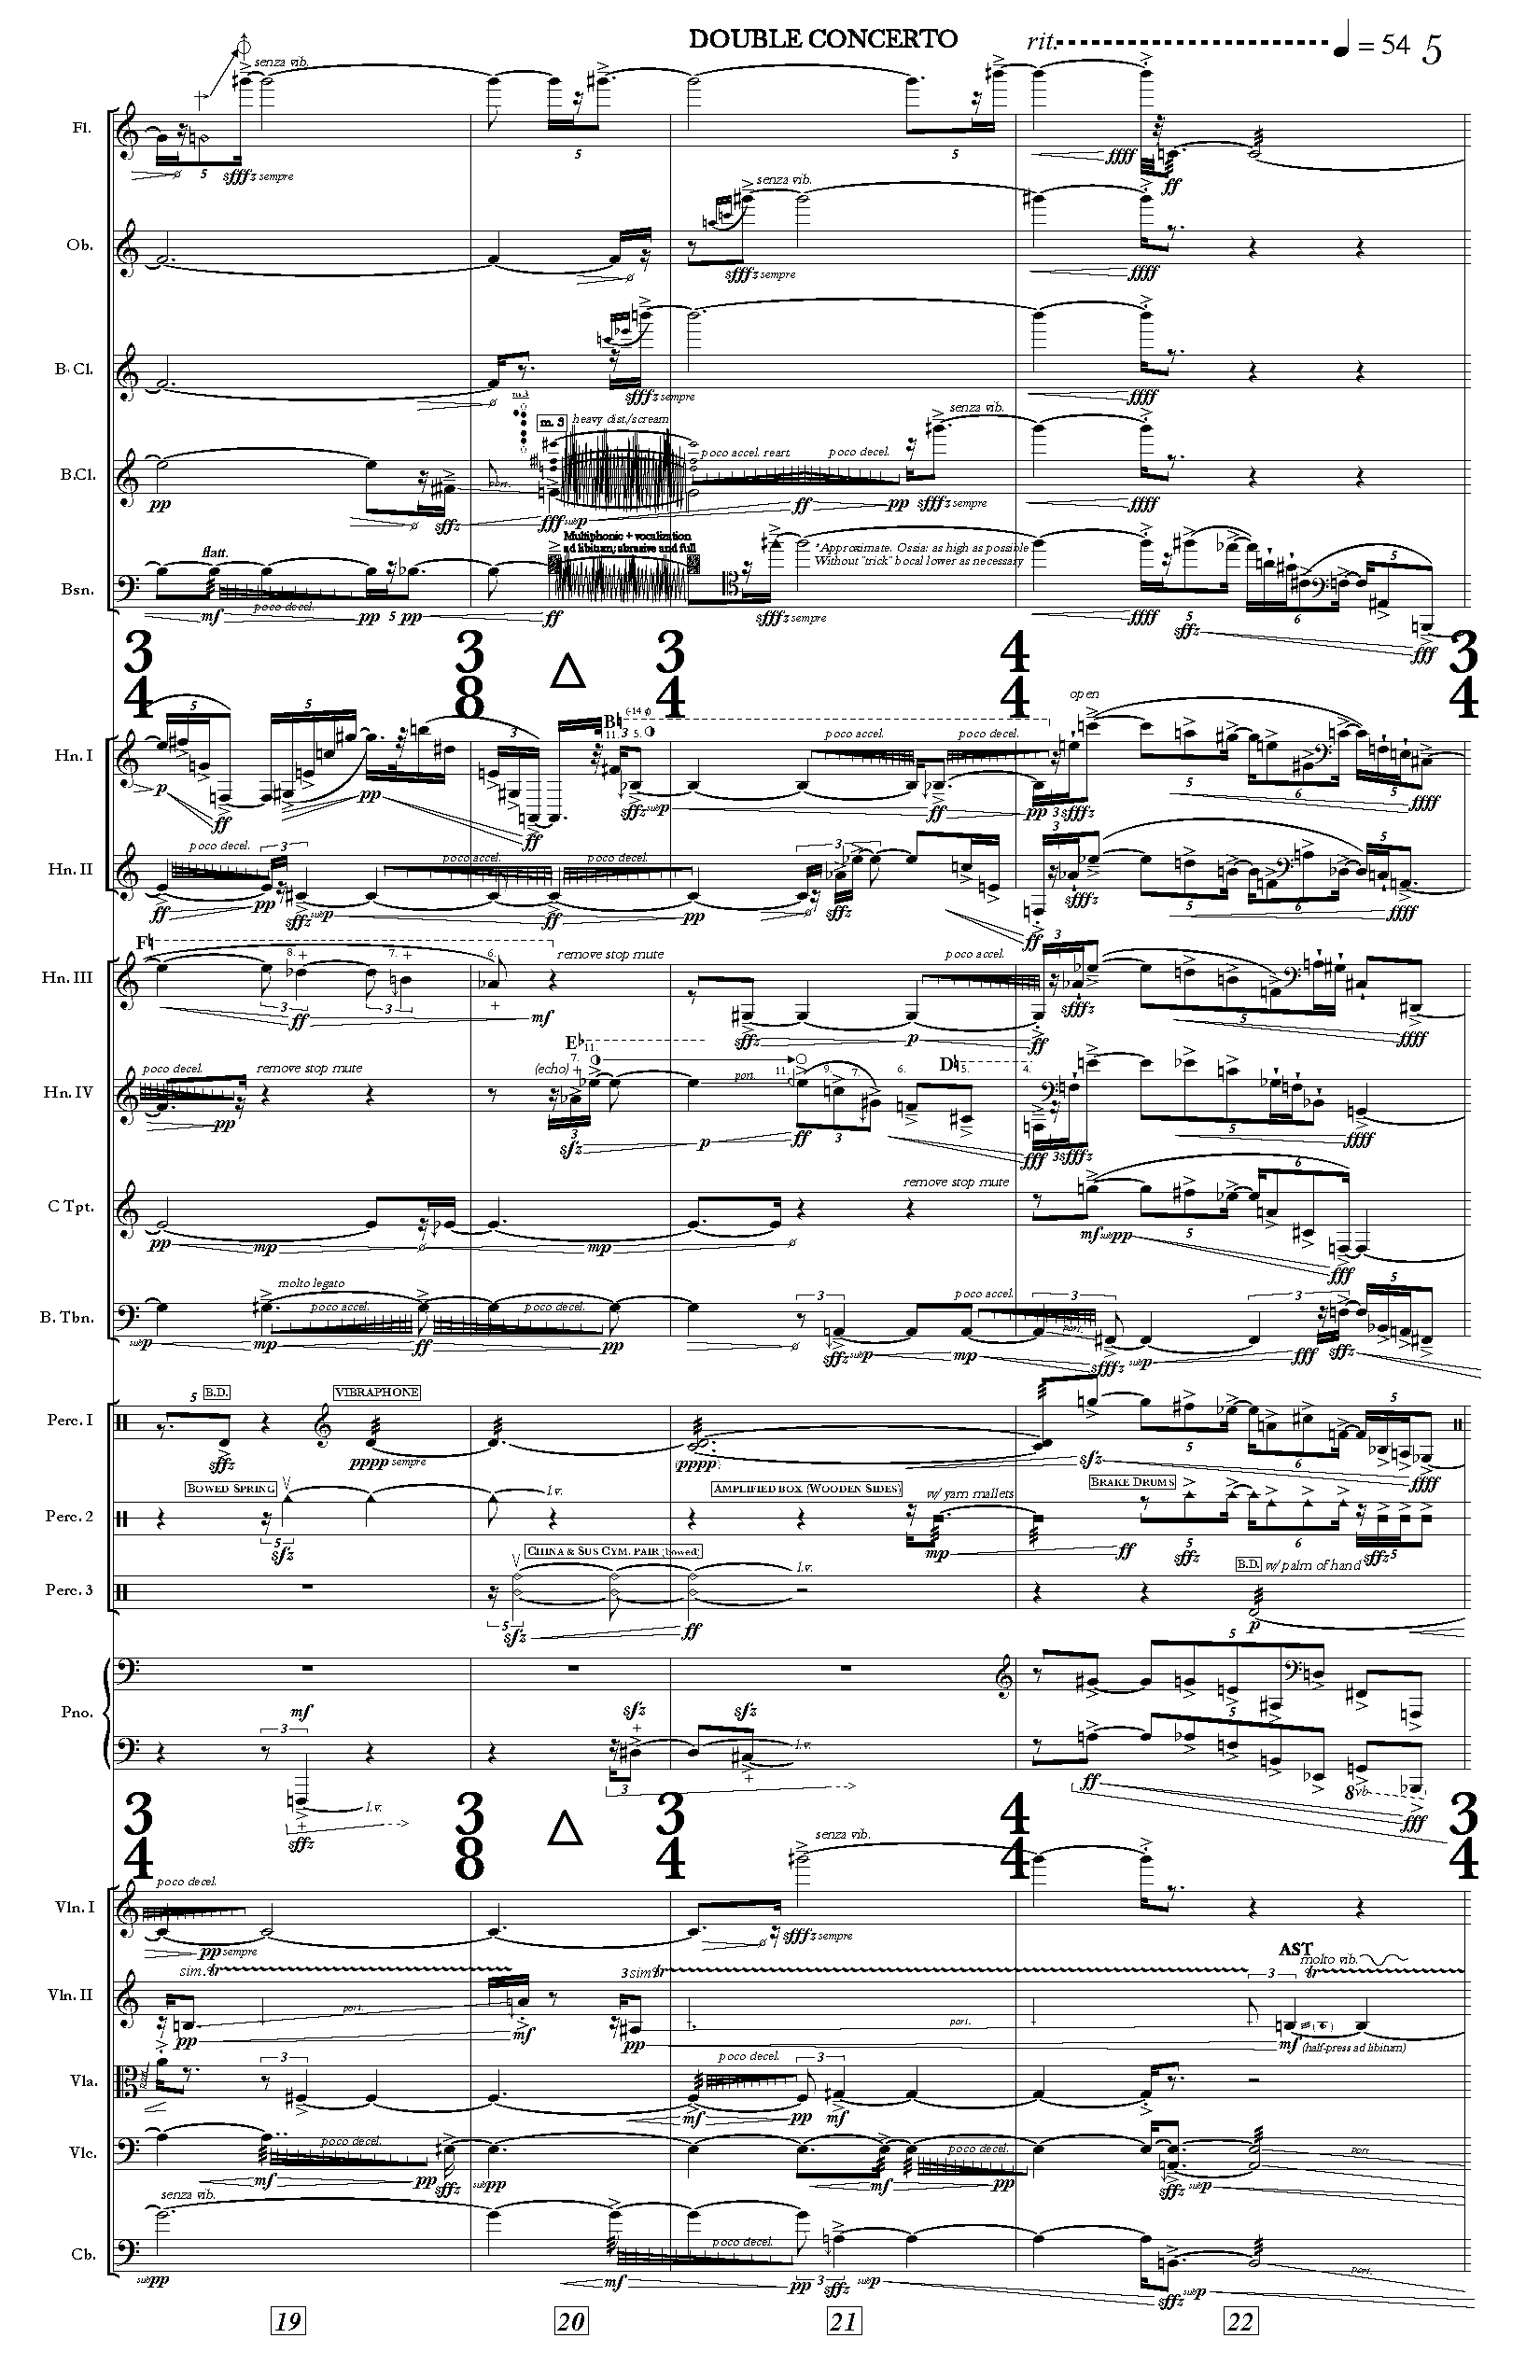 DOUBLE CONCERTO
rit. = 54 5
senza vib.
Fl.
5 sfffz sempre 5 5 ffff ff
senza vib.
Ob.
sfffz sempre ffff
B♭ Cl.
sfffz sempre ffff
m. 3 heavy dist./scream senza vib.
B.Cl.
poco accel. reart. poco decel.
pp sffz port. fff sub p ff pp sfffz sempre ffff
Multiphonic + vocalization
ad libitum; abrasive and full
flatt.
*Approximate. Ossia: as high as possible
Without "trick" bocal lower as necessary
Bsn.
poco decel.
mf pp 5 pp ff sfffz sempre ffff 5 sffz 6 5 fff
3 3 3 4 3
4 8 4 4 4
open
B♮ (-14 ¢)
Hn. I
5 5 3 11. 3 5. poco accel. poco decel.
p ff pp ff sffz sub p ff pp 3 sfffz 5 6 5 ffff
Hn. II
poco decel. 3 poco accel. poco decel. 3 3 5
ff pp sffz sub p ff pp sffz ff sfffz 5 6 ffff
F♮
Hn. III
8. 7. 6. remove stop mute poco accel. 3
3 ff 3 mf sffz p ff sfffz 5 ffff
E♭ 11.
Hn. IV
poco decel. remove stop mute (echo) 7. port. 11. 9. 7. 6. D♮ 5. 4.
pp 3 sfz p ff 3 fff 3 sfffz 5 ffff
remove stop mute
C Tpt.
pp mp mp mf sub pp 5 6 fff
molto legato
B. Tbn.
poco accel. poco decel. 3 poco accel. 3 port. 3 5
sub p mp ff pp sffz sub p mp sfffz sub p fff sffz
5 B.D. VIBRAPHONE
Perc. I
sffz pppp sempre (pppp) sfz 5 6 5 ffff
BOWED SPRING l.v. AMPLIFIED BOX (WOODEN SIDES) w/ yarn mallets BRAKE DRUMS
Perc. 2
5 sfz mp ff 5 sffz 6 sffz 5
CHINA & SUS CYM. PAIR (bowed) l.v. B.D. w/ palm of hand
Perc. 3
5 sfz ff p
Pno.
mf sfz sfz 5
3 3 l.v. 5
l.v. sffz ff 8vb fff
3 3 3 4 3
4 8 4 4 4
senza vib.
poco decel.
Vln. I
pp sempre sfffz sempre
AST
sim. tr 3 sim tr molto vib.
Vln. II
port. port. 3 tr
pp mf pp mf (half-press ad libitum)
Vla.
port. 3 poco decel. 3
mf pp mf
Vlc.
poco decel. poco decel. port.
mf pp sffz sub pp mf pp sffz sub p
senza vib.
Cb.
poco decel. port.
sub pp mf pp 3 sffz sub p sffz sub p
19 20 21 22